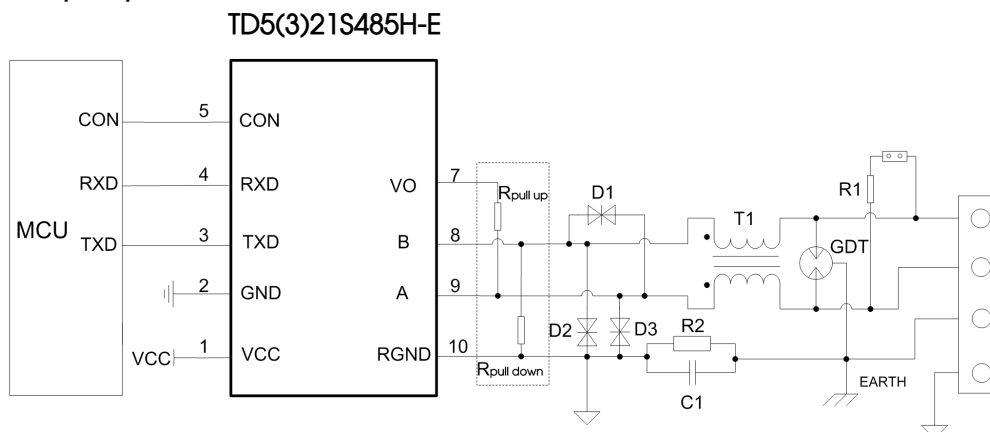 TD5(3)21S485H-E
MCU
CON
RXD
TXD
VCC
5
4
3
2
1
CON
RXD
TXD
GND
VCC
VO
B
A
RGND
7
8
9
10
Rpull up
Rpull down
D1
D2
D3
T1
R2
C1
GDT
R1
EARTH